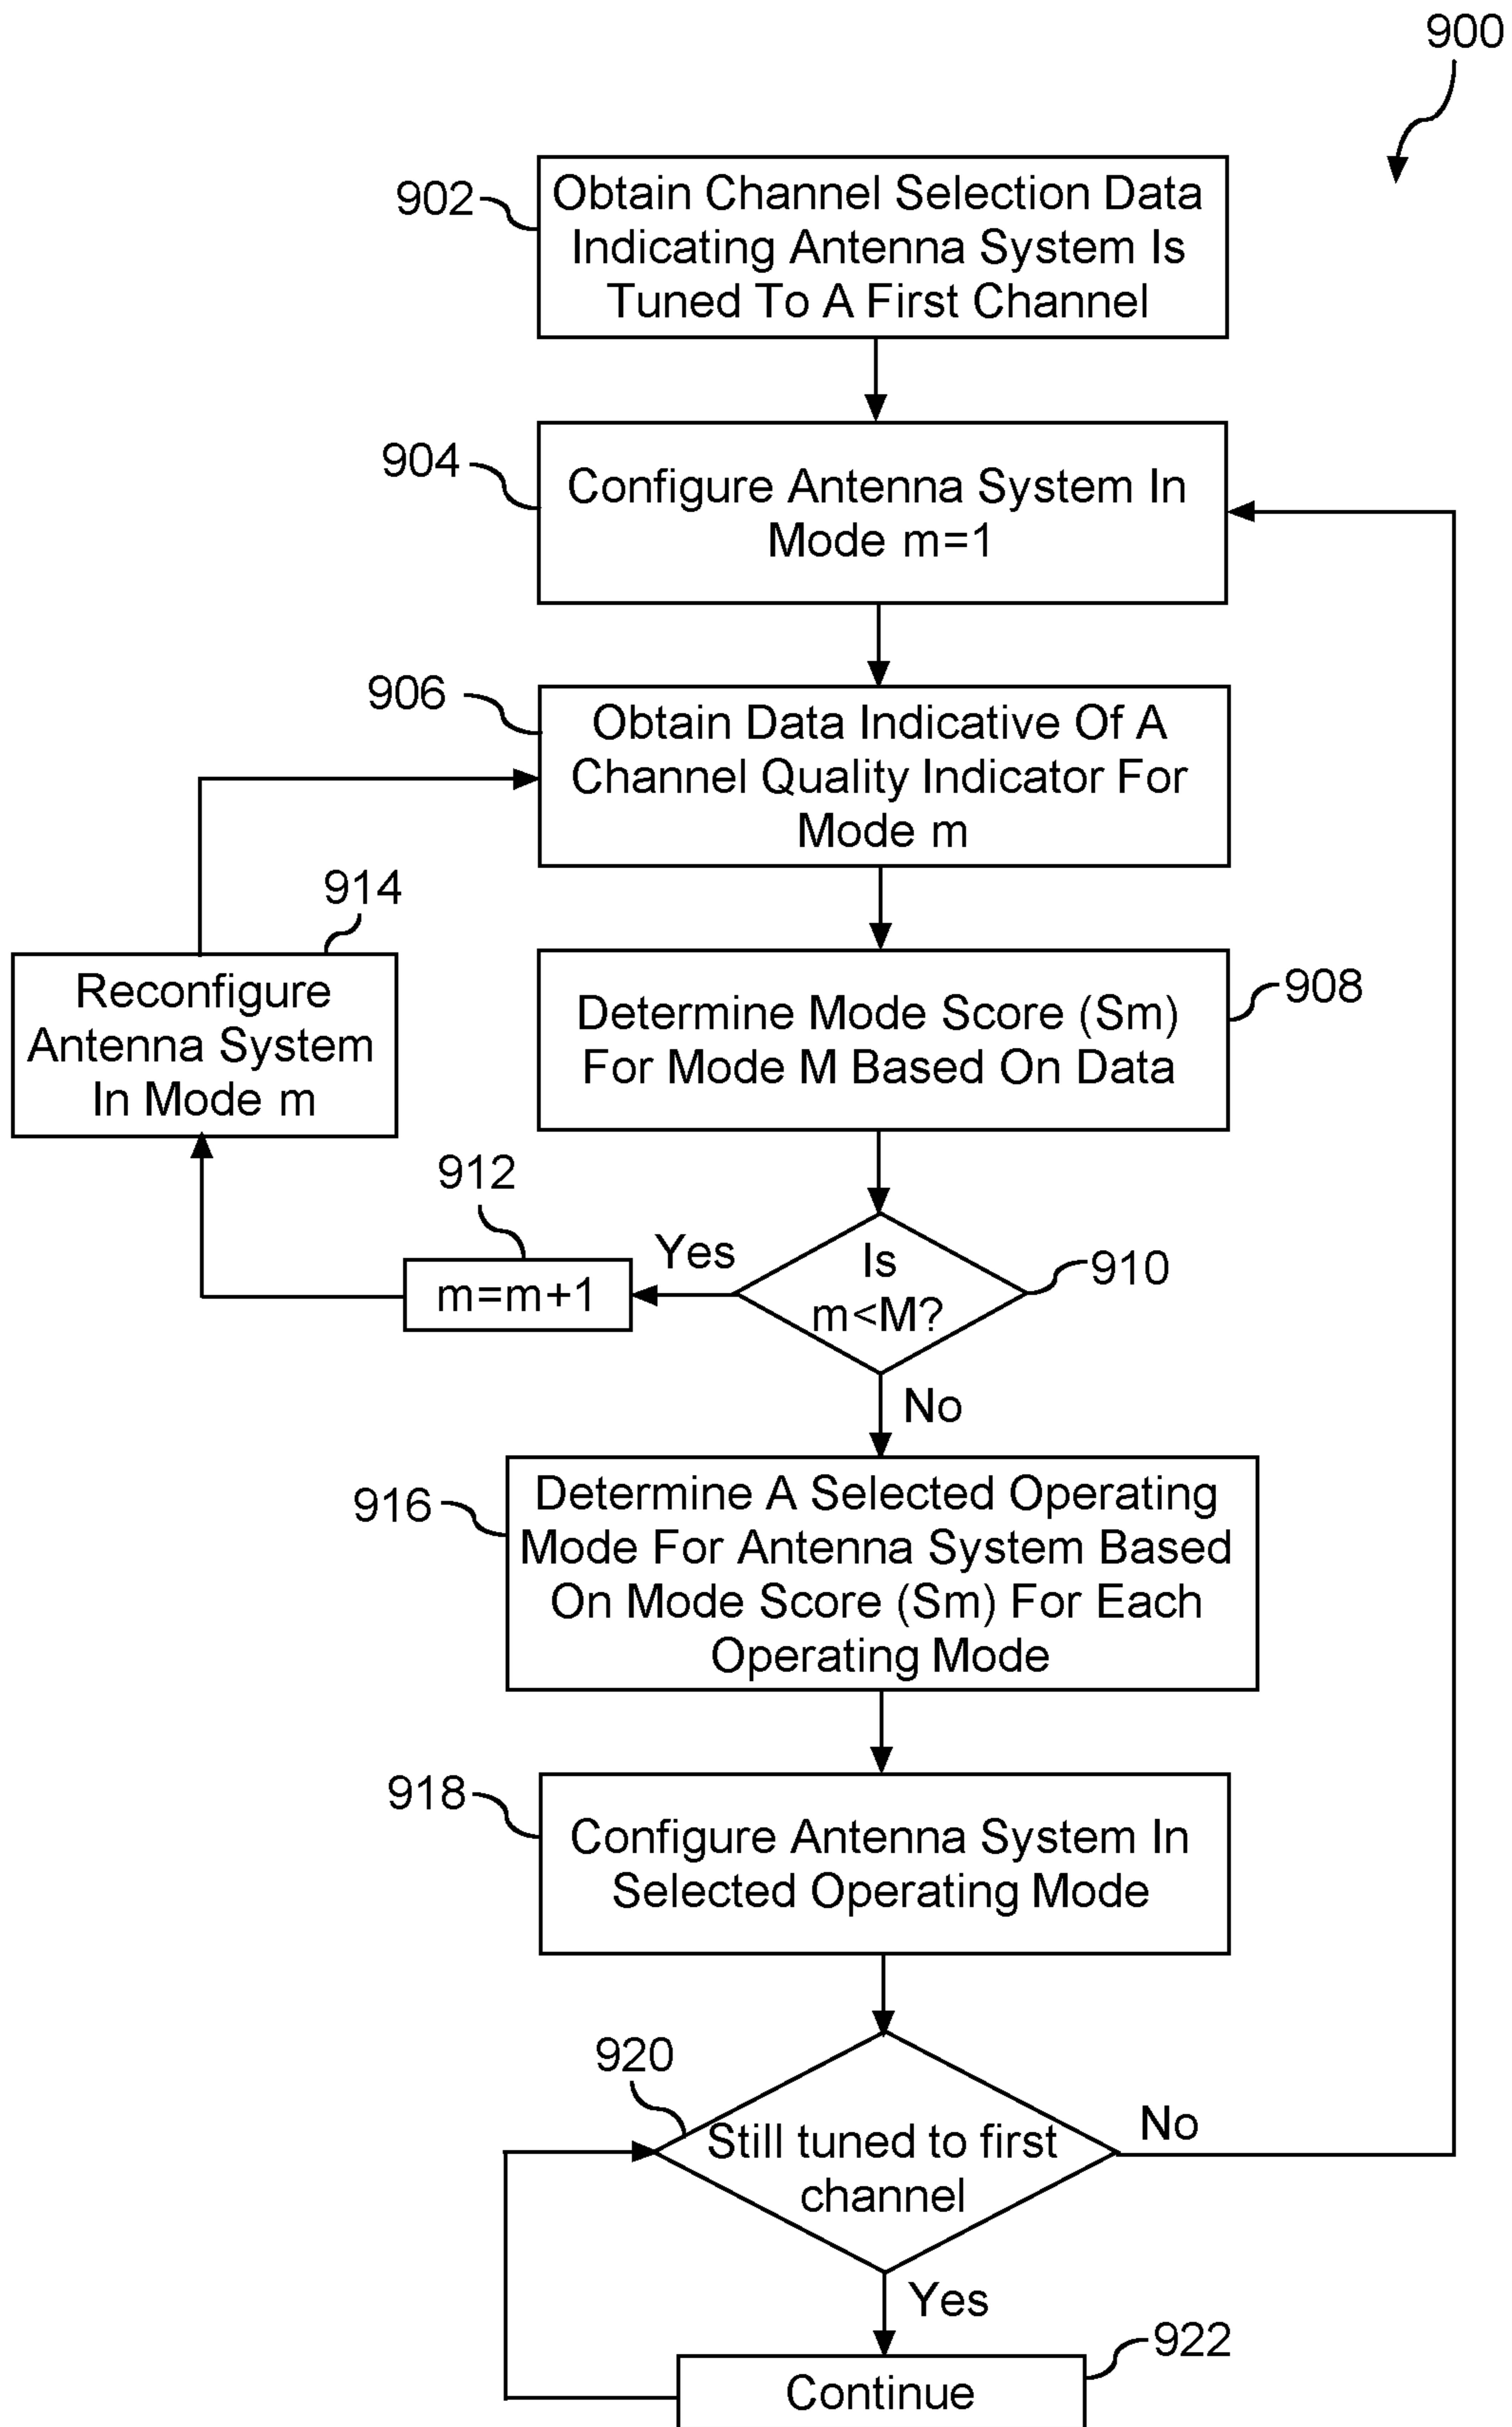 900
902
Obtain Channel Selection Data
Indicating Antenna System Is
Tuned To A First Channel
904
Configure Antenna System In
Mode m=1
906
Obtain Data Indicative Of A
Channel Quality Indicator For
Mode m
914
Reconfigure
Antenna System
In Mode m
908
Determine Mode Score (Sm)
For Mode M Based On Data
912
m=m+1
Yes
Is
m<M?
910
No
916
Determine A Selected Operating
Mode For Antenna System Based
On Mode Score (Sm) For Each
Operating Mode
918
Configure Antenna System In
Selected Operating Mode
920
Still tuned to first
channel
No
Yes
922
Continue